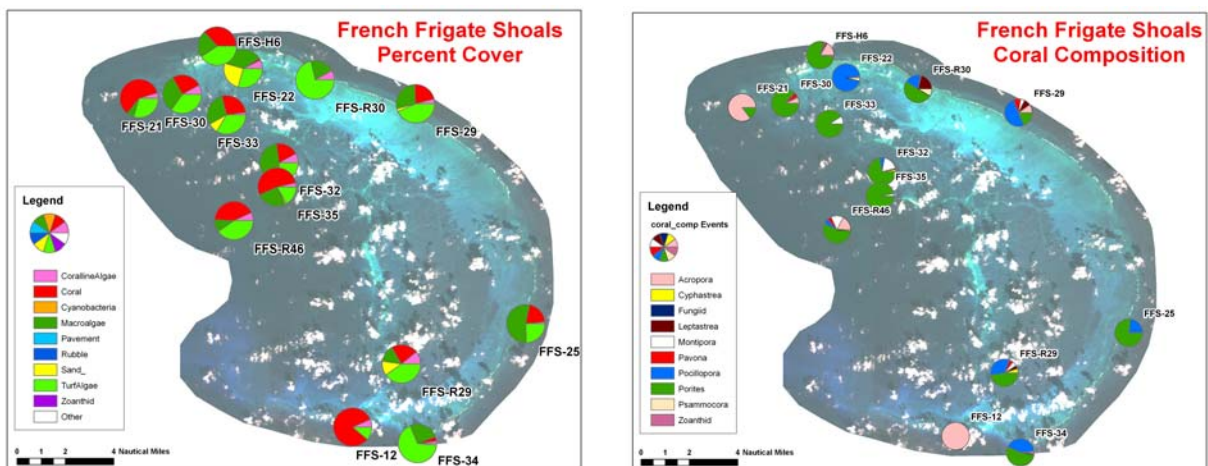 French Frigate Shoals
Percent Cover
FFS-H6
FFS-22
FFS-R30
FFS-21
FFS-30
FFS-33
FFS-29
FFS-32
FFS-35
FFS-R46
FFS-25
FFS-R29
FFS-12
FFS-34
Legend
CorallineAlgae
Coral
Cyanobacteria
Macroalgae
Pavement
Rubble
Sand_
TurfAlgae
Zoanthid
Other
0 1 2 4 Nautical Miles
French Frigate Shoals
Coral Composition
FFS-H6
FFS-22
FFS-30
FFS-R30
FFS-21
FFS-33
FFS-29
FFS-32
FFS-35
FFS-R46
FFS-25
FFS-R29
FFS-12
FFS-34
Legend
coral_comp Events
Acropora
Cyphastrea
Fungiid
Leptastrea
Montipora
Pavona
Pocillopora
Porites
Psammocora
Zoanthid
0 1 2 4 Nautical Miles